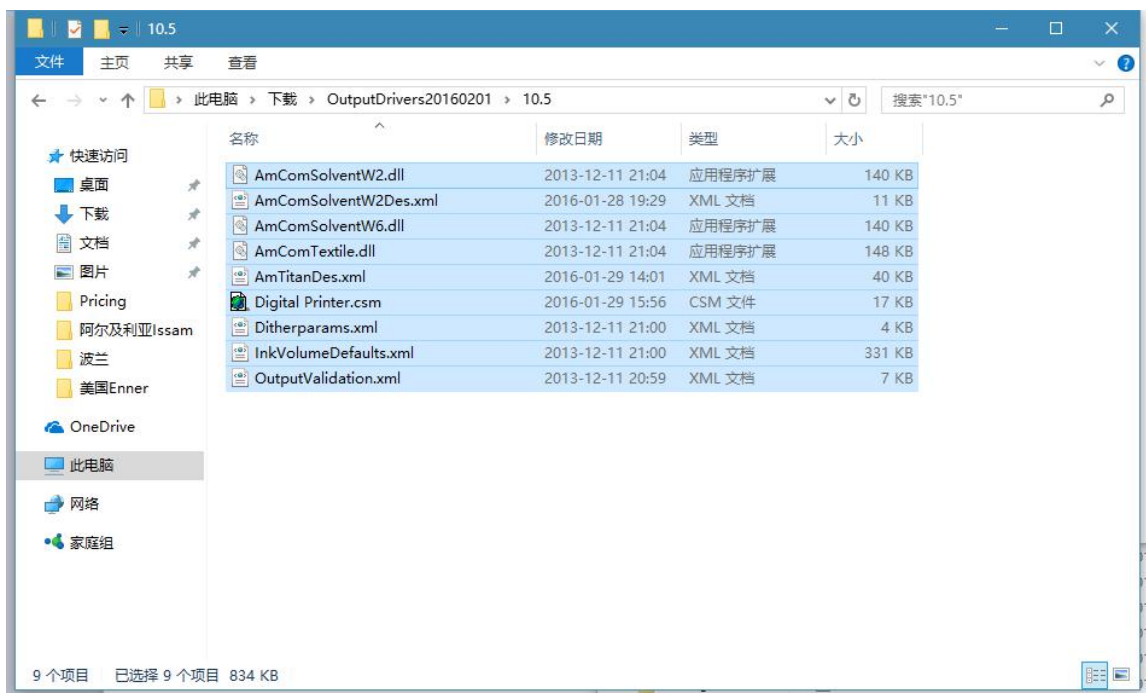 10.5
文件 主页 共享 查看
此电脑 > 下载 > OutputDrivers20160201 > 10.5 搜索"10.5"
名称 修改日期 类型 大小
快速访问
桌面
下载
文档
图片
Pricing
阿尔及利亚Issam
波兰
美国Enner
OneDrive
此电脑
网络
家庭组
AmComSolventW2.dll 2013-12-11 21:04 应用程序扩展 140 KB
AmComSolventW2Des.xml 2016-01-28 19:29 XML 文档 11 KB
AmComSolventW6.dll 2013-12-11 21:04 应用程序扩展 140 KB
AmComTextile.dll 2013-12-11 21:04 应用程序扩展 148 KB
AmTitanDes.xml 2016-01-29 14:01 XML 文档 40 KB
Digital Printer.csm 2016-01-29 15:56 CSM 文件 17 KB
Ditherparams.xml 2013-12-11 21:00 XML 文档 4 KB
InkVolumeDefaults.xml 2013-12-11 21:00 XML 文档 331 KB
OutputValidation.xml 2013-12-11 20:59 XML 文档 7 KB
9 个项目 已选择 9 个项目 834 KB